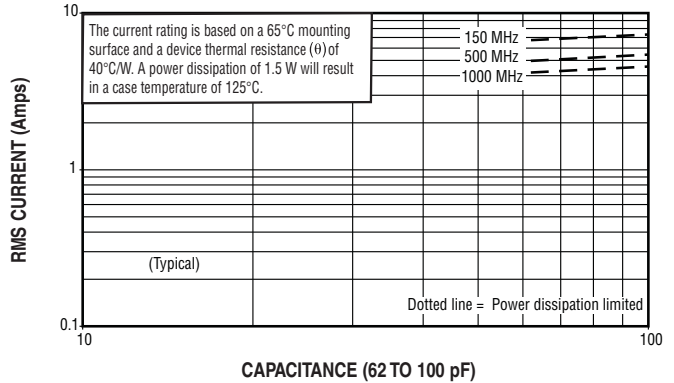 10
The current rating is based on a 65°C mounting
surface and a device thermal resistance (θ) of
40°C/W. A power dissipation of 1.5 W will result
in a case temperature of 125°C.
150 MHz
500 MHz
1000 MHz
RMS CURRENT (Amps)
1
(Typical)
Dotted line = Power dissipation limited
0.1
10
100
CAPACITANCE (62 TO 100 pF)